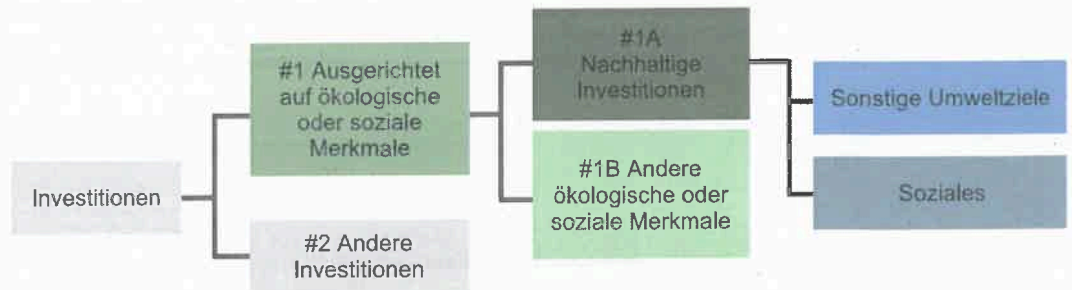 Investitionen
#1 Ausgerichtet
auf ökologische
oder soziale
Merkmale
#2 Andere
Investitionen
#1A
Nachhaltige
Investitionen
#1B Andere
ökologische oder
soziale Merkmale
Sonstige Umweltziele
Soziales